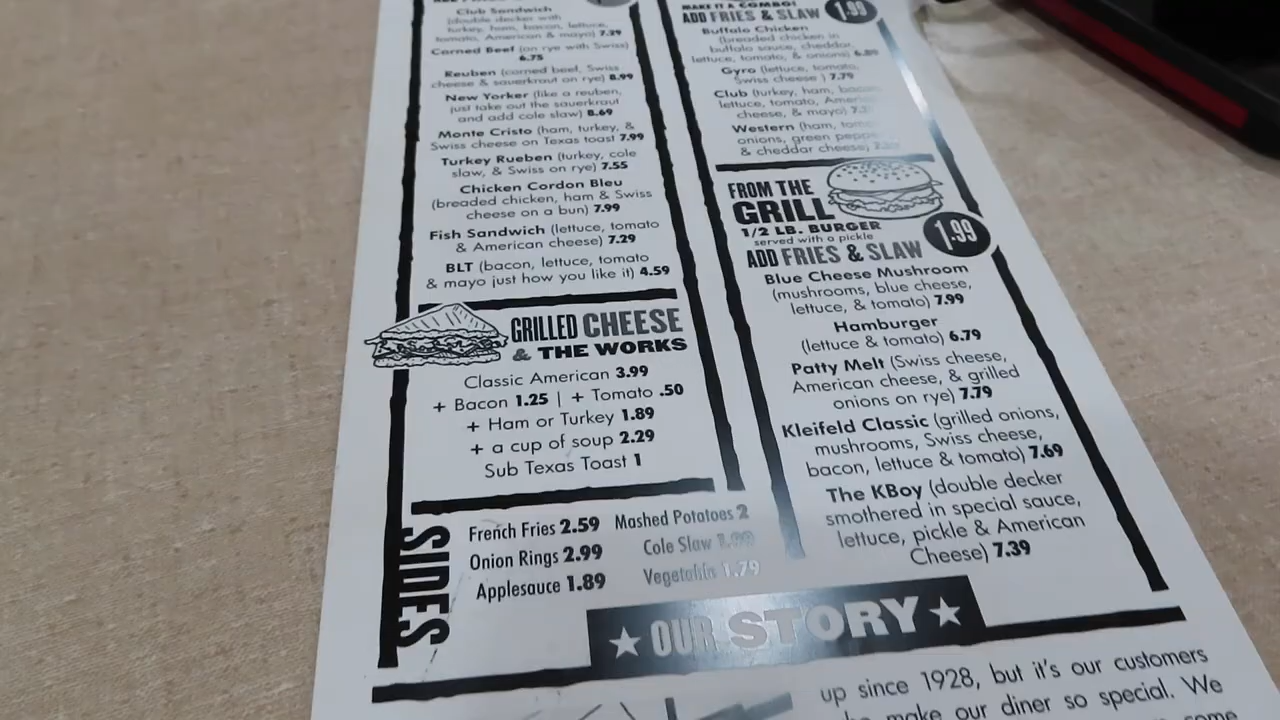 Club Sandwich
(double decker with
turkey, ham, bacon, lettuce,
tomato, American & mayo) 7.29
Corned Beef (on rye with Swiss)
6.75
Reuben (corned beef, Swiss
cheese & sauerkraut on rye) 8.99
New Yorker (like a reuben,
just take out the sauerkraut
and add cole slaw) 8.69
Monte Cristo (ham, turkey, &
Swiss cheese on Texas toast 7.99
Turkey Rueben (turkey, cole
slaw, & Swiss on rye) 7.55
Chicken Cordon Bleu
(breaded chicken, ham & Swiss
cheese on a bun) 7.99
Fish Sandwich (lettuce, tomato
& American cheese) 7.29
BLT (bacon, lettuce, tomato
& mayo just how you like it) 4.59
GRILLED CHEESE
& THE WORKS
Classic American 3.99
+ Bacon 1.25 | + Tomato .50
+ Ham or Turkey 1.89
+ a cup of soup 2.29
Sub Texas Toast 1
SIDES
French Fries 2.59
Onion Rings 2.99
Applesauce 1.89
Mashed Potatoes 2
Cole Slaw
Vegetables 1.79
MAKE IT A COMBO!
ADD FRIES & SLAW 1.99
Buffalo Chicken
(breaded chicken in
buffalo sauce, cheddar,
lettuce, tomato, & onions)
Gyro (lettuce, tomato,
Swiss cheese ) 7.79
Club (turkey, ham, bacon,
lettuce, tomato, American
cheese, & mayo)
Western (ham, tomato,
onions, green pepper
& cheddar cheese)
FROM THE
GRILL
1/2 LB. BURGER
served with a pickle
ADD FRIES & SLAW 1.99
Blue Cheese Mushroom
(mushrooms, blue cheese,
lettuce, & tomato) 7.99
Hamburger
(lettuce & tomato) 6.79
Patty Melt (Swiss cheese,
American cheese, & grilled
onions on rye) 7.79
Kleifeld Classic (grilled onions,
mushrooms, Swiss cheese,
bacon, lettuce & tomato) 7.69
The KBoy (double decker
smothered in special sauce,
lettuce, pickle & American
Cheese) 7.39
★ OUR STORY ★
up since 1928, but it's our customers
make our diner so special. We
come